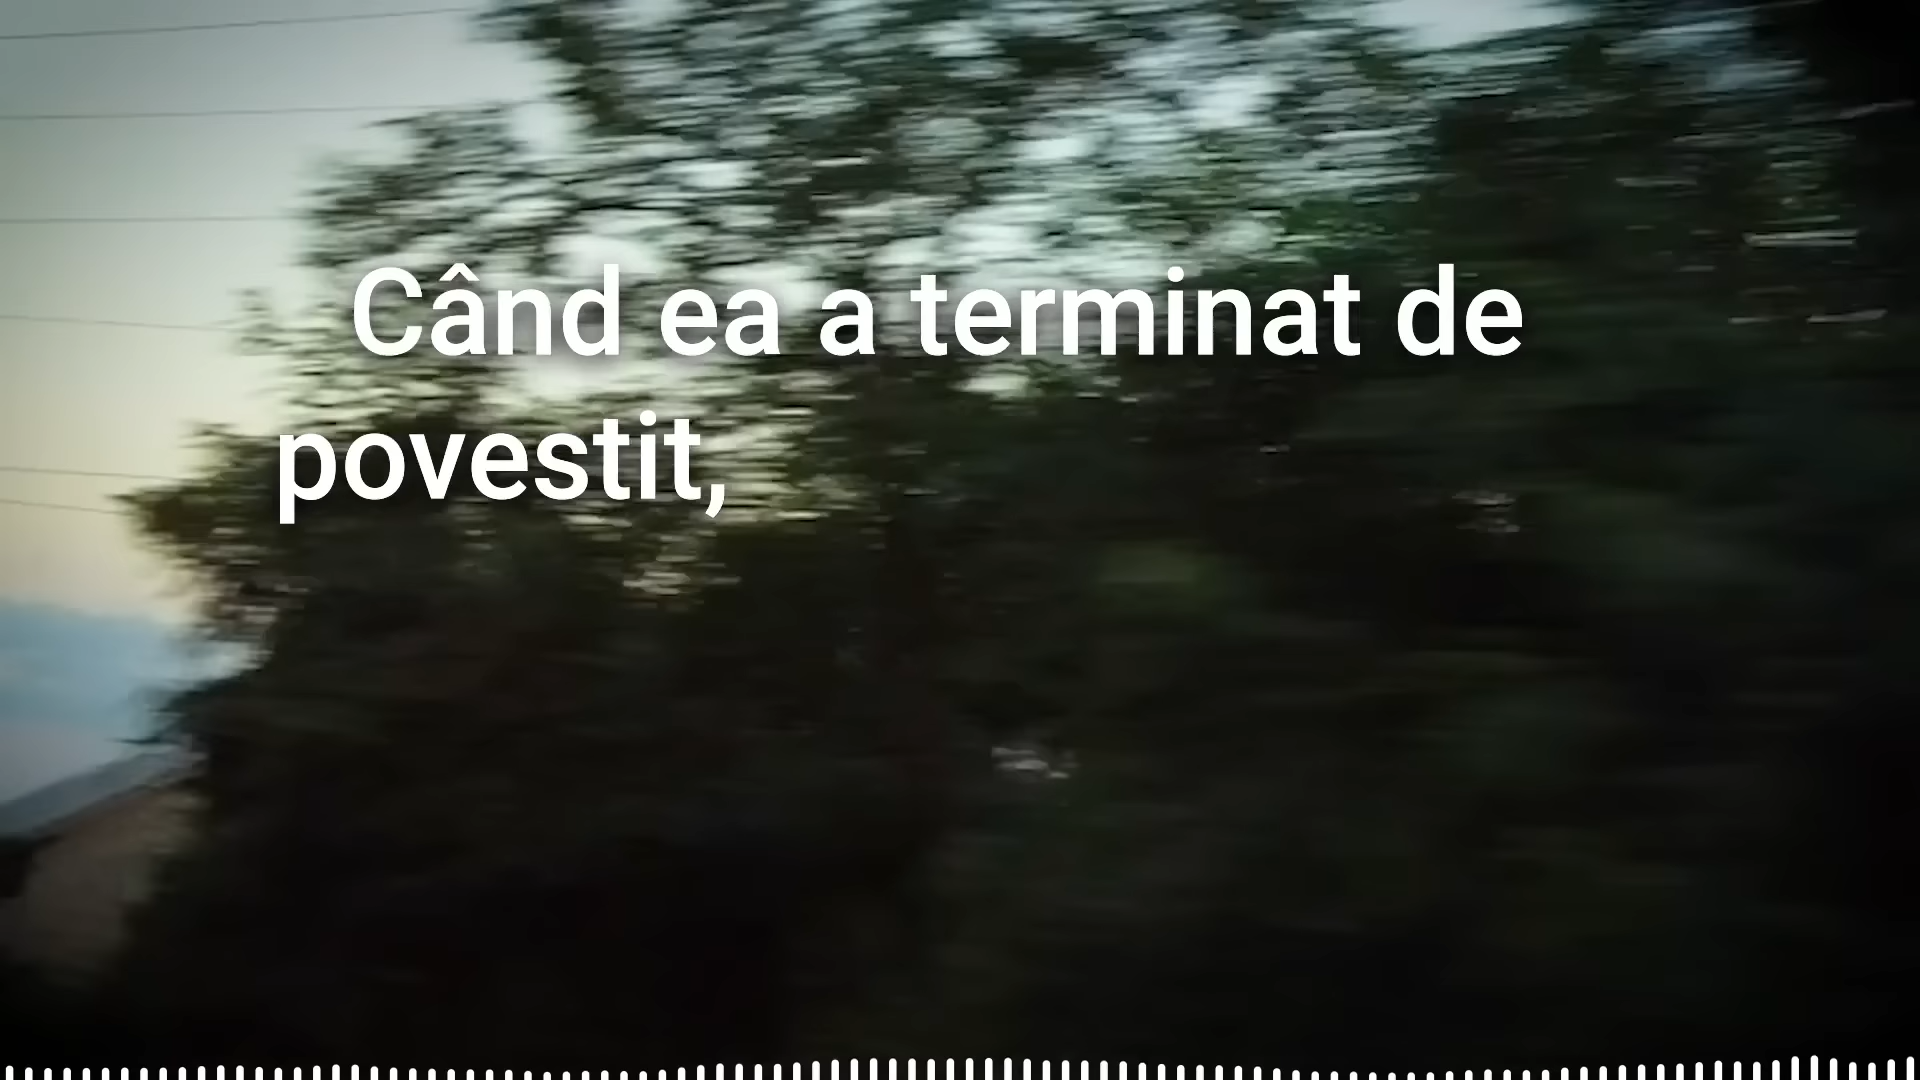 Când ea a terminat de
povestit,